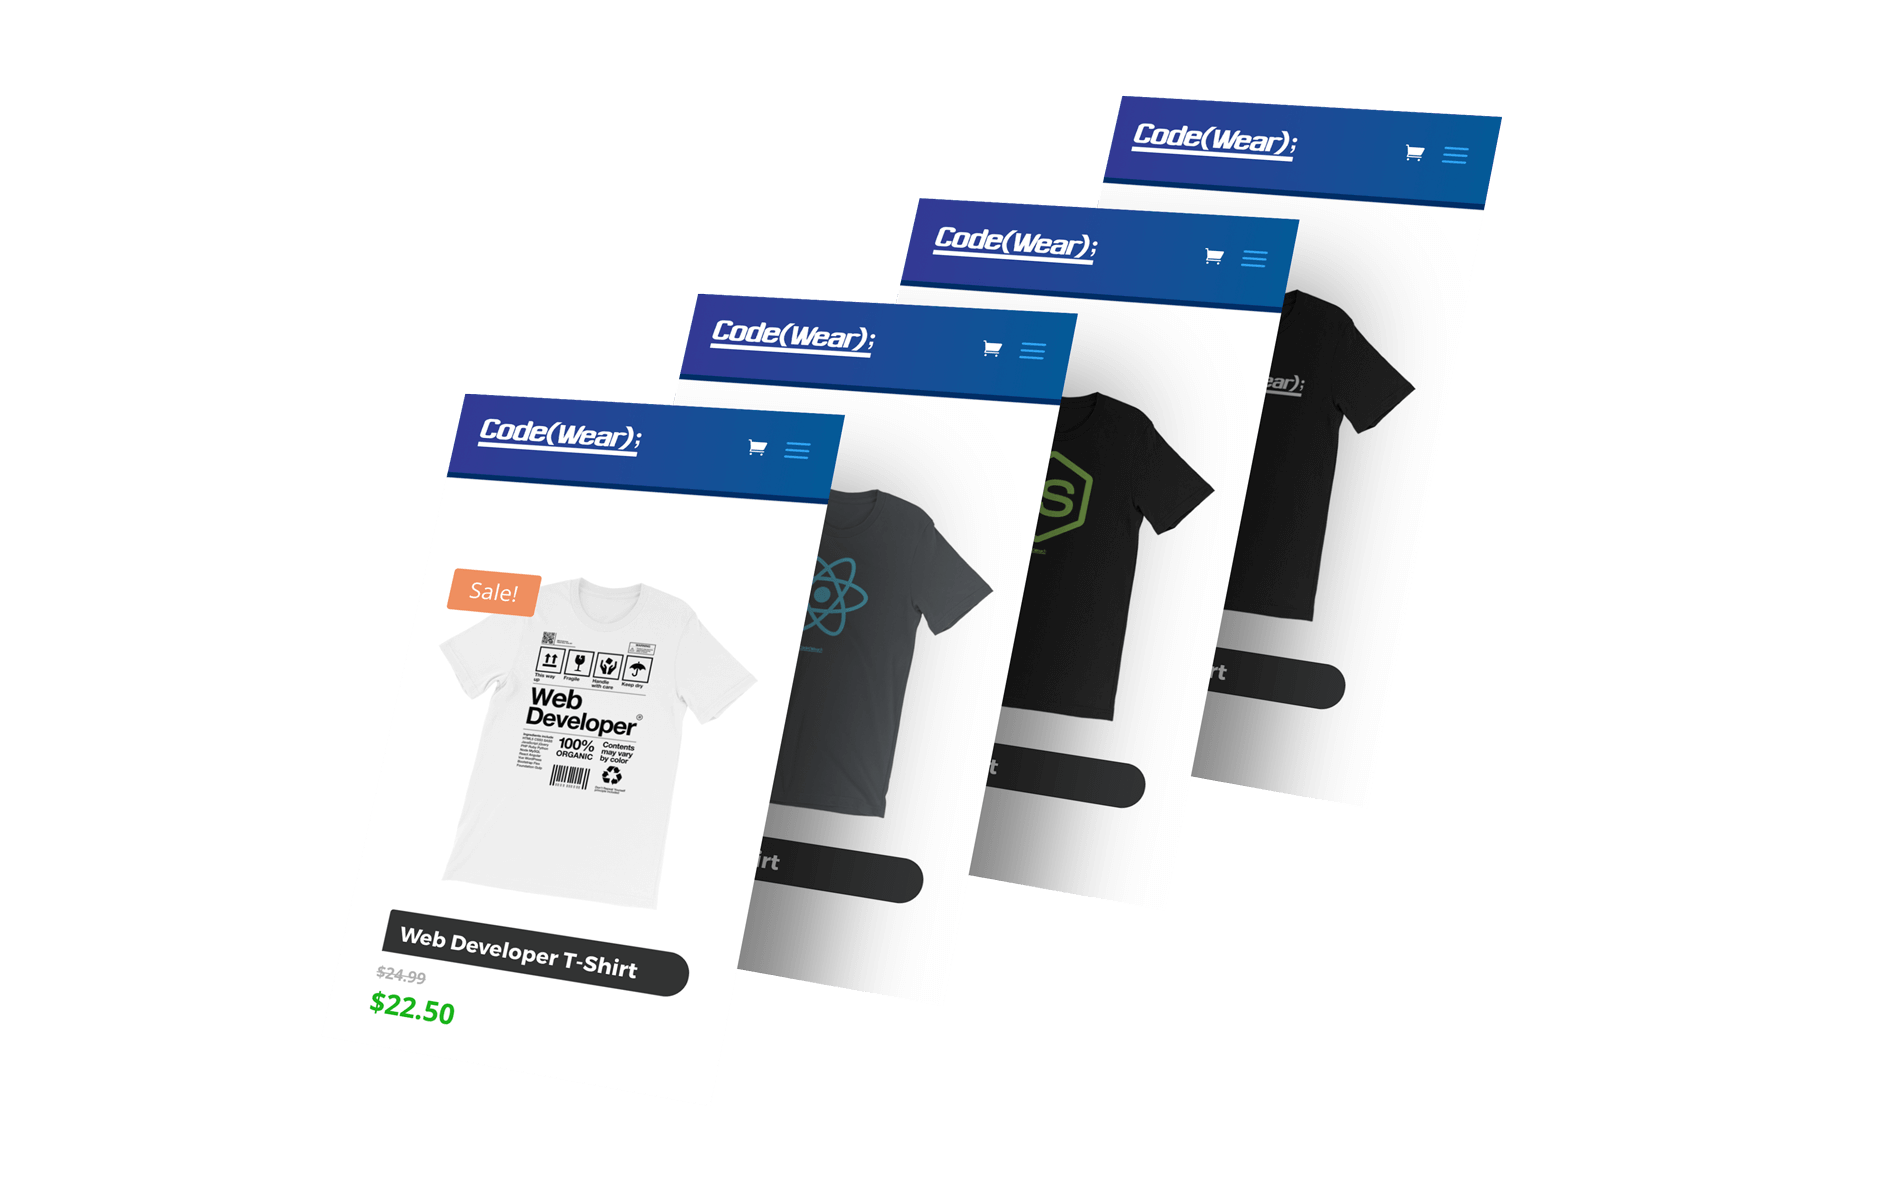 Code(Wear);
Code(Wear);
Code(Wear);
Code(Wear);
ear);
S
rt
t
irt
Sale!
This way
up
Fragile
Handle
with care
Keep dry
Web
Developer
100%
ORGANIC
Contents
may vary
by color
Web Developer T-Shirt
$24.99
$22.50